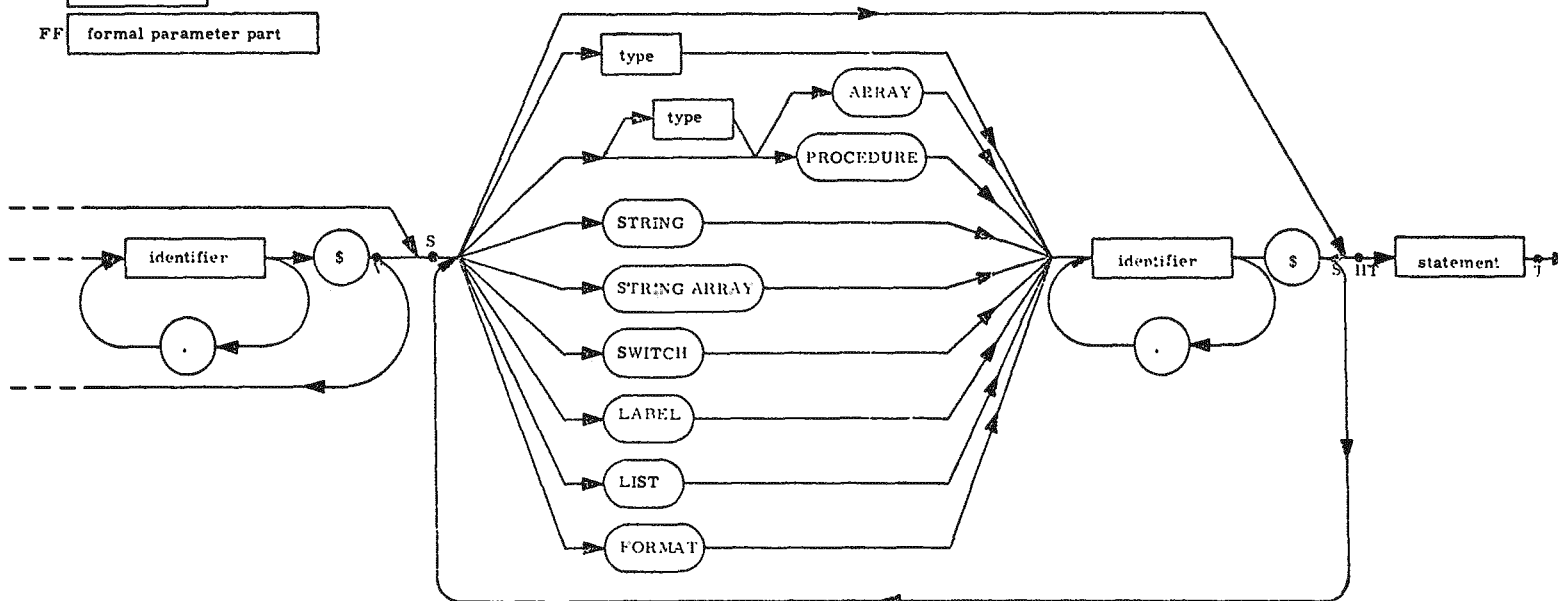 FF formal parameter part
type
ARRAY
type
PROCEDURE
S
STRING
identifier $
identifier $
S HT statement J
STRING ARRAY
,
,
SWITCH
LABEL
LIST
FORMAT